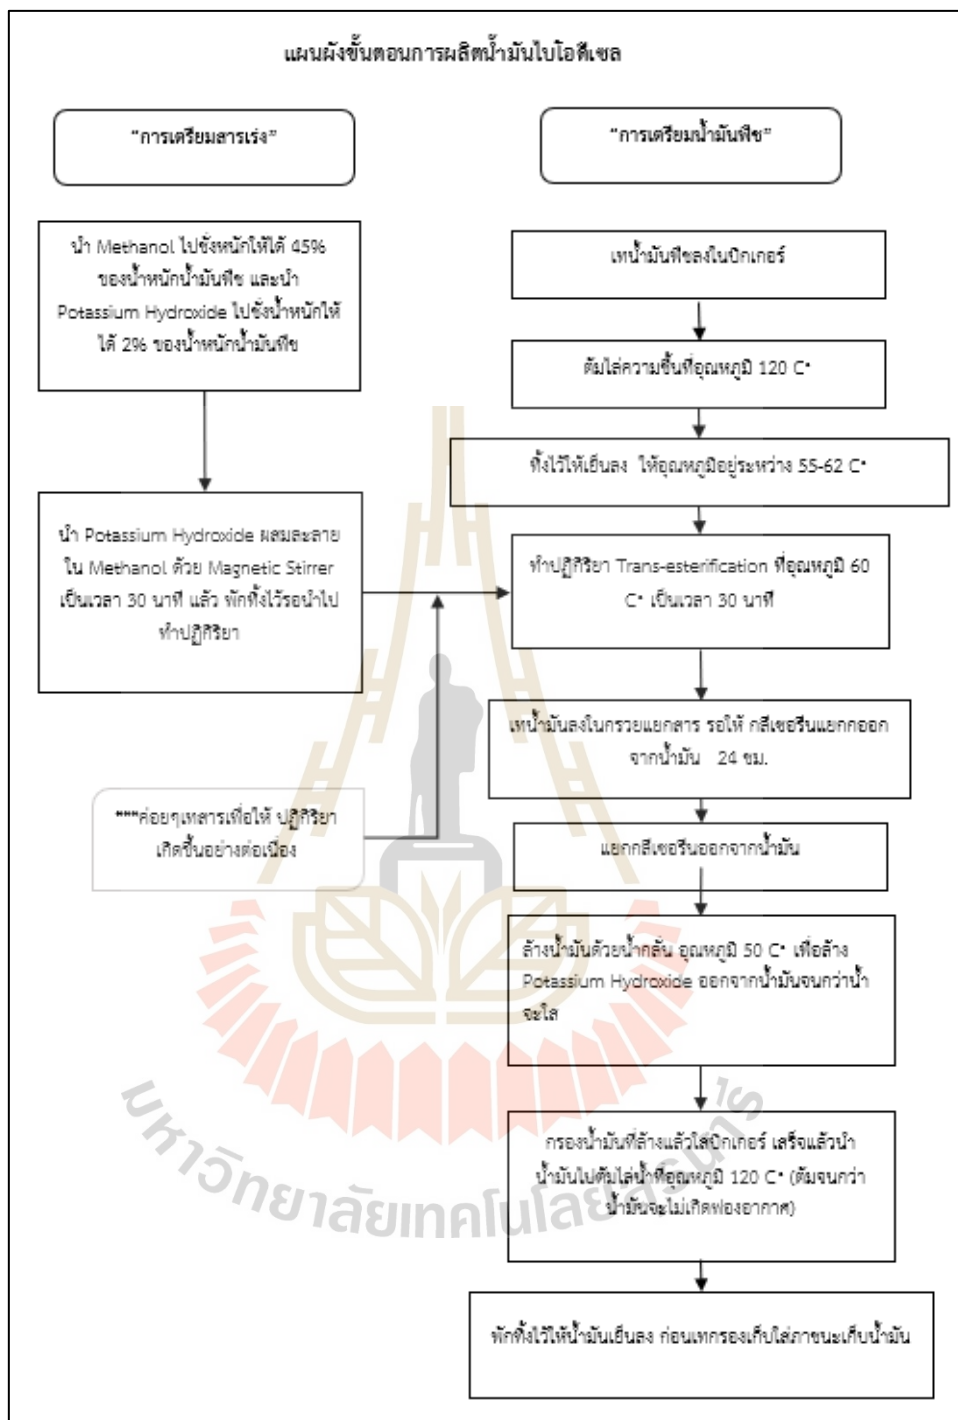 แผนผังขั้นตอนการผลิตน้ำมันไบโอดีเซล
"การเตรียมสารเร่ง"
นำ Methanol ไปชั่งหนักให้ได้ 45%
ของน้ำหนักน้ำมันพืช และนำ
Potassium Hydroxide ไปชั่งน้ำหนักให้
ได้ 2% ของน้ำหนักน้ำมันพืช
นำ Potassium Hydroxide ผสมละลาย
ใน Methanol ด้วย Magnetic Stirrer
เป็นเวลา 30 นาที แล้ว พักทิ้งไว้รอนำไป
ทำปฏิกิริยา
***ค่อยๆเทสารเพื่อให้ ปฏิกิริยา
เกิดขึ้นอย่างต่อเนื่อง
"การเตรียมน้ำมันพืช"
เทน้ำมันพืชลงในบิกเกอร์
ต้มไล่ความชื้นที่อุณหภูมิ 120 C°
ทิ้งไว้ให้เย็นลง ให้อุณหภูมิอยู่ระหว่าง 55-62 C°
ทำปฏิกิริยา Trans-esterification ที่อุณหภูมิ 60
C° เป็นเวลา 30 นาที
เทน้ำมันลงในกรวยแยกสาร รอให้ กลีเซอรีนแยกกออก
จากน้ำมัน 24 ชม.
แยกกลีเซอรีนออกจากน้ำมัน
ล้างน้ำมันด้วยน้ำกลั่น อุณหภูมิ 50 C° เพื่อล้าง
Potassium Hydroxide ออกจากน้ำมันจนกว่าน้ำ
จะใส
กรองน้ำมันที่ล้างแล้วใส่บิกเกอร์ เสร็จแล้วนำ
น้ำมันไปต้มไล่น้ำที่อุณหภูมิ 120 C° (ต้มจนกว่า
น้ำมันจะไม่เกิดฟองอากาศ)
พักทิ้งไว้ให้น้ำมันเย็นลง ก่อนเทกรองเก็บใส่ภาชนะเก็บน้ำมัน
มหาวิทยาลัยเทคโนโลยีสุรนารี